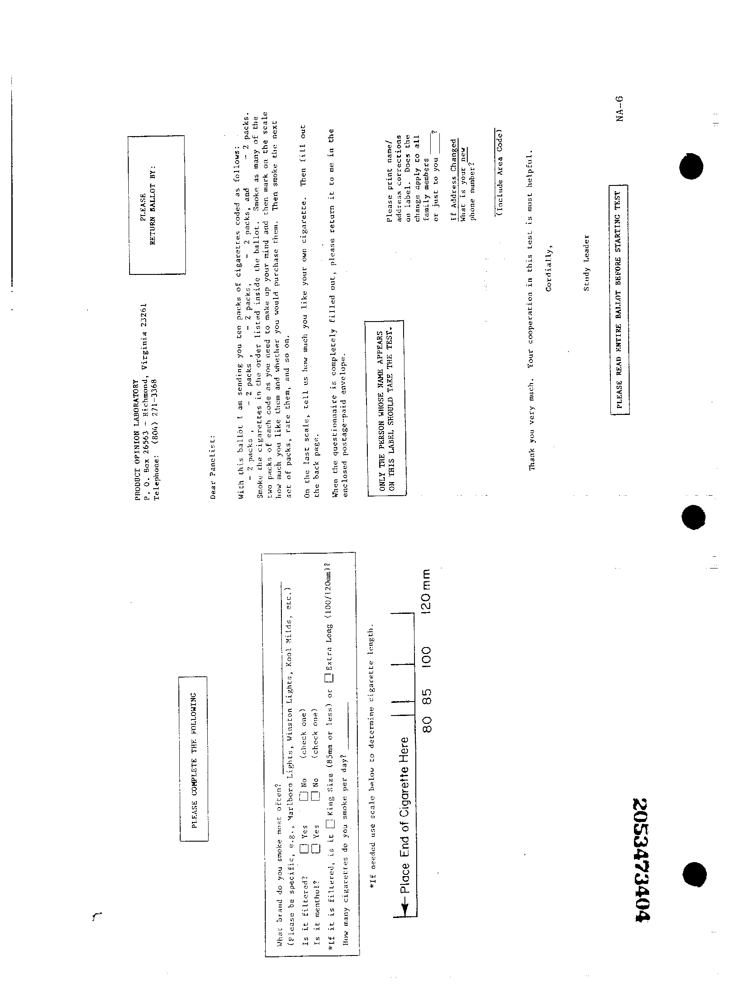 PLEASE COMPLETE THE FOLLOWING
What brand do you smoke most often?
(Please be specific, e.g., Marlboro Lights, Winston Lights, Kool Milds, etc.)
Is it filtered? Yes No (check one)
Is it menthol? Yes No (check one)
*If it is filtered, is it King Size (85mm or less) or Extra Long (100/120mm)?
How many cigarettes do you smoke per day?
*If needed use scale below to determine cigarette length.
Place End of Cigarette Here
80 85 100 120 mm
PRODUCT OPINION LABORATORY
P. O. Box 26563 - Richmond, Virginia 23261
Telephone: (804) 271-3368
PLEASE
RETURN BALLOT BY:
Dear Panelist:
With this ballot I am sending you ten packs of cigarettes coded as follows:
- 2 packs , - 2 packs , - 2 packs, - 2 packs, and - 2 packs.
Smoke the cigarettes in the order listed inside the ballot. Smoke as many of the
two packs of each code as you need to make up your mind and then mark on the scale
how much you like them and whether you would purchase them. Then smoke the next
set of packs, rate them, and so on.
On the last scale, tell us how much you like your own cigarette. Then fill out
the back page.
When the questionnaire is completely filled out, please return it to me in the
enclosed postage-paid envelope.
ONLY THE PERSON WHOSE NAME APPEARS
ON THIS LABEL SHOULD TAKE THE TEST.
Please print name/
address corrections
on label. Does the
change apply to all
family members
or just to you ?
If Address Changed
What is your new
phone number?
(Include Area Code)
Thank you very much. Your cooperation in this test is most helpful.
Cordially,
Study Leader
PLEASE READ ENTIRE BALLOT BEFORE STARTING TEST
NA-6
2053473404